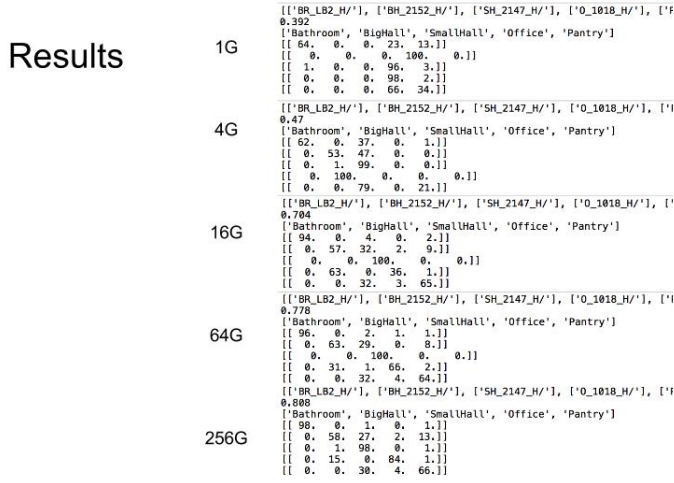 Results
1G
[['BR_LB2_H/'], ['BH_2152_H/'], ['SH_2147_H/'], ['O_1018_H/'], ['
0.392
['Bathroom', 'BigHall', 'SmallHall', 'Office', 'Pantry']
[[ 64. 0. 0. 23. 13.]]
[[ 0. 0. 0. 100. 0.]]
[[ 1. 0. 0. 96. 3.]]
[[ 0. 0. 0. 98. 2.]]
[[ 0. 0. 0. 66. 34.]]
4G
[['BR_LB2_H/'], ['BH_2152_H/'], ['SH_2147_H/'], ['O_1018_H/'], ['
0.47
['Bathroom', 'BigHall', 'SmallHall', 'Office', 'Pantry']
[[ 62. 0. 37. 0. 1.]]
[[ 0. 53. 47. 0. 0.]]
[[ 0. 1. 99. 0. 0.]]
[[ 0. 100. 0. 0. 0.]]
[[ 0. 0. 79. 0. 21.]]
16G
[['BR_LB2_H/'], ['BH_2152_H/'], ['SH_2147_H/'], ['O_1018_H/'], ['
0.704
['Bathroom', 'BigHall', 'SmallHall', 'Office', 'Pantry']
[[ 94. 0. 4. 0. 2.]]
[[ 0. 57. 32. 2. 9.]]
[[ 0. 0. 100. 0. 0.]]
[[ 0. 63. 0. 36. 1.]]
[[ 0. 0. 32. 3. 65.]]
64G
[['BR_LB2_H/'], ['BH_2152_H/'], ['SH_2147_H/'], ['O_1018_H/'], ['
0.778
['Bathroom', 'BigHall', 'SmallHall', 'Office', 'Pantry']
[[ 96. 0. 2. 1. 1.]]
[[ 0. 63. 29. 0. 8.]]
[[ 0. 0. 100. 0. 0.]]
[[ 0. 31. 1. 66. 2.]]
[[ 0. 0. 32. 4. 64.]]
256G
[['BR_LB2_H/'], ['BH_2152_H/'], ['SH_2147_H/'], ['O_1018_H/'], ['
0.808
['Bathroom', 'BigHall', 'SmallHall', 'Office', 'Pantry']
[[ 98. 0. 1. 0. 1.]]
[[ 0. 58. 27. 2. 13.]]
[[ 0. 1. 98. 0. 1.]]
[[ 0. 15. 0. 84. 1.]]
[[ 0. 0. 30. 4. 66.]]